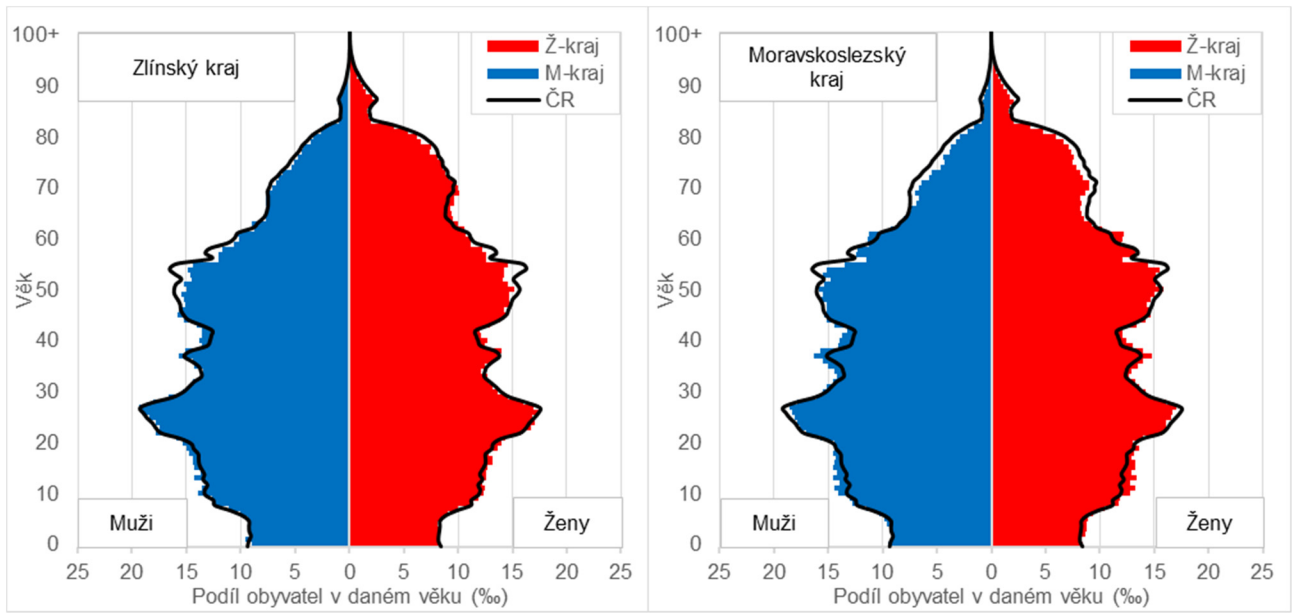 100+
90
80
70
60
50
40
30
20
10
0
Věk
Zlínský kraj
Ž-kraj
M-kraj
ČR
Muži
Ženy
25 20 15 10 5 0 5 10 15 20 25
Podíl obyvatel v daném věku (‰)
100+
90
80
70
60
50
40
30
20
10
0
Věk
Moravskoslezský
kraj
Ž-kraj
M-kraj
ČR
Muži
Ženy
25 20 15 10 5 0 5 10 15 20 25
Podíl obyvatel v daném věku (‰)